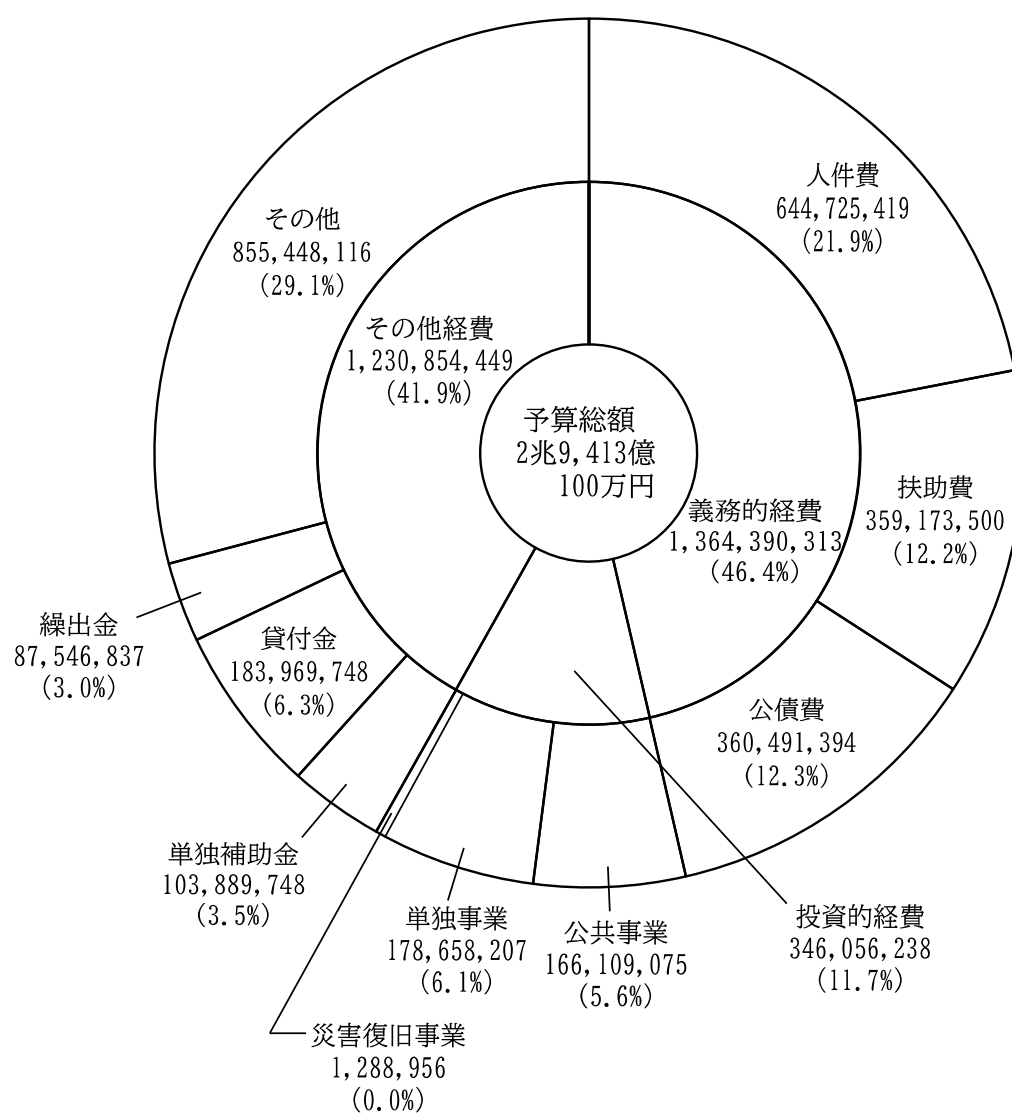 人件費
644,725,419
(21.9%)
その他
855,448,116
(29.1%)
その他経費
1,230,854,449
(41.9%)
予算総額
2兆9,413億
100万円
義務的経費
1,364,390,313
(46.4%)
扶助費
359,173,500
(12.2%)
繰出金
87,546,837
(3.0%)
貸付金
183,969,748
(6.3%)
公債費
360,491,394
(12.3%)
単独補助金
103,889,748
(3.5%)
単独事業
178,658,207
(6.1%)
公共事業
166,109,075
(5.6%)
投資的経費
346,056,238
(11.7%)
災害復旧事業
1,288,956
(0.0%)